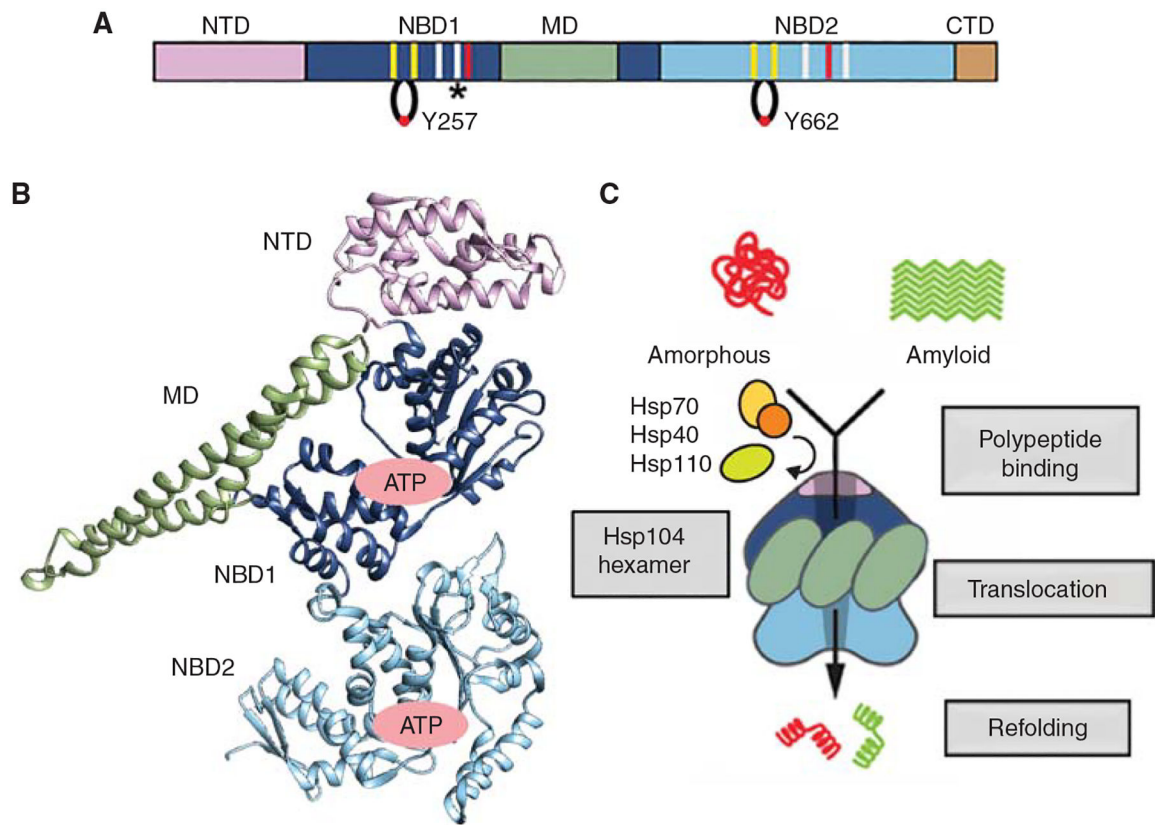 A
NTD
NBD1
MD
NBD2
CTD
*
Y257
Y662
B
NTD
MD
ATP
NBD1
NBD2
ATP
C
Amorphous
Amyloid
Hsp70
Hsp40
Hsp110
Polypeptide
binding
Hsp104
hexamer
Translocation
Refolding